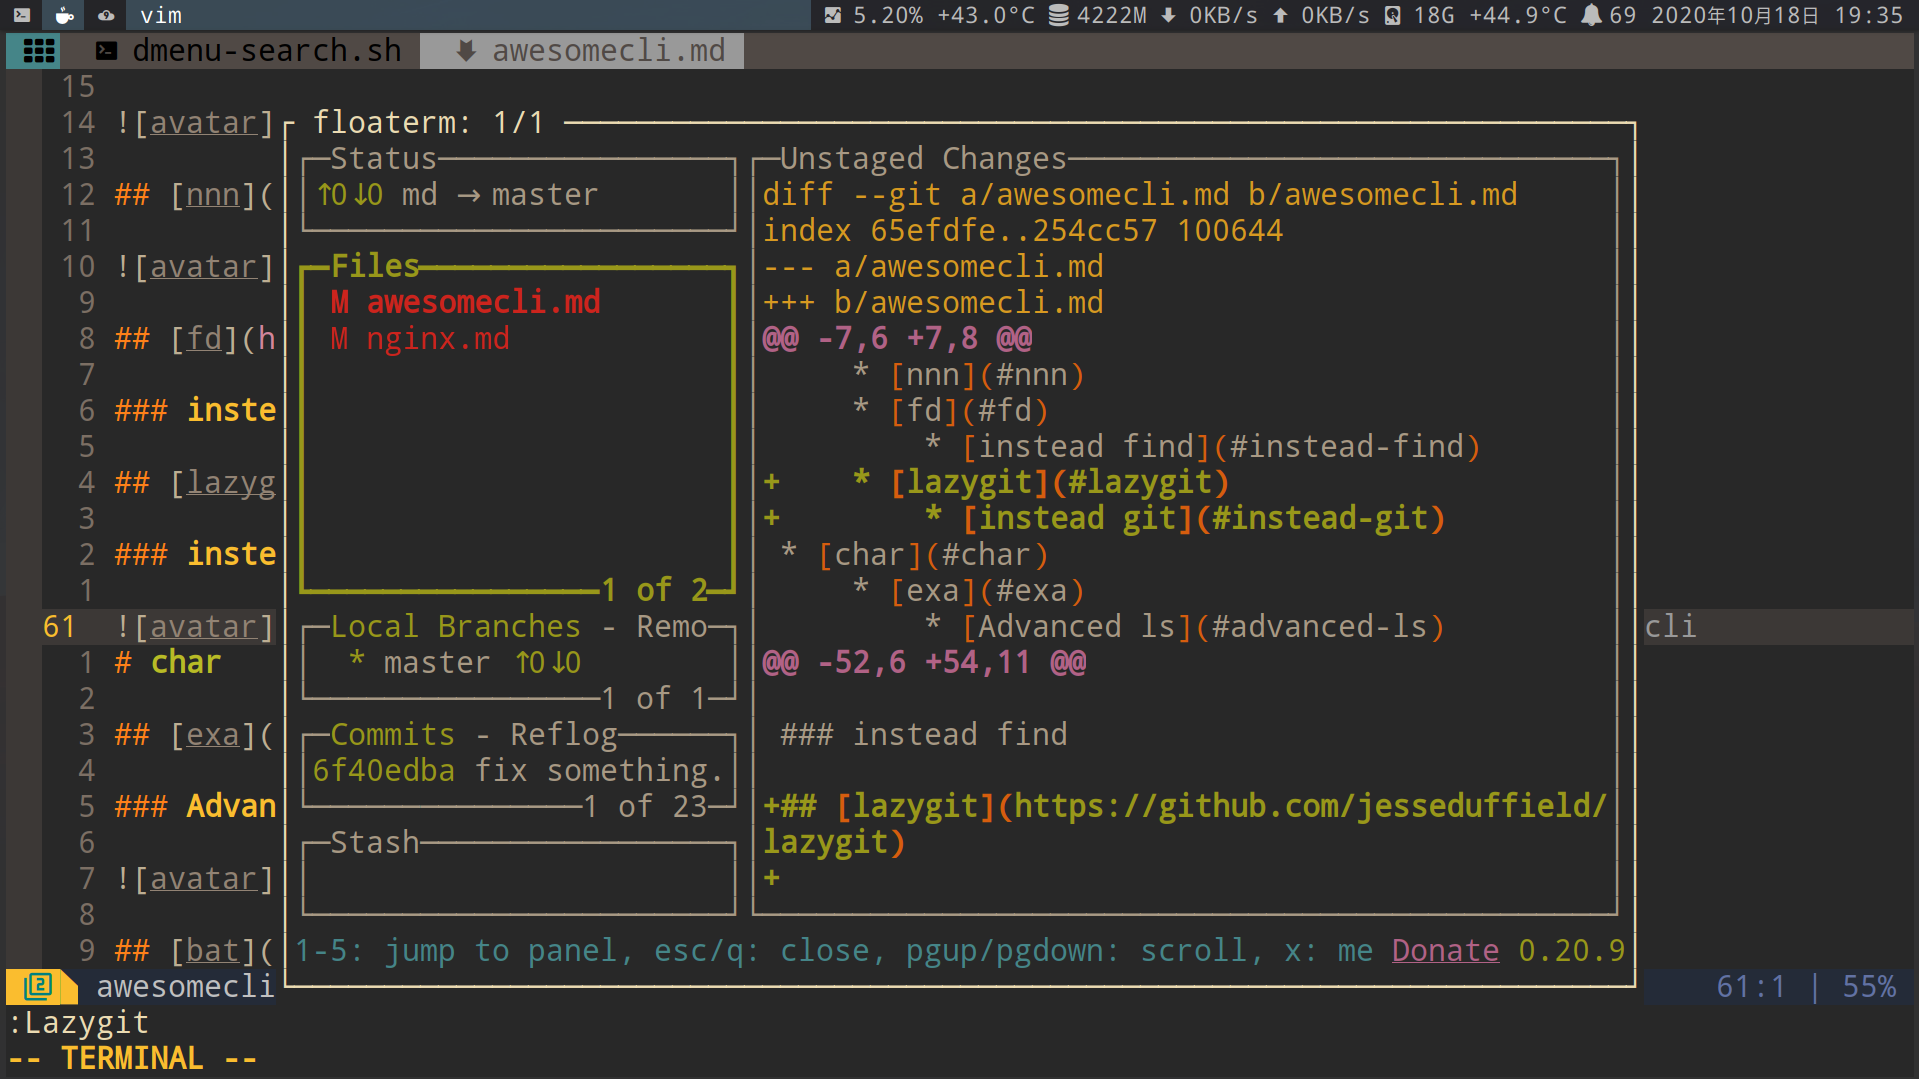 vim 5.20% +43.0°C 4222M 0KB/s 0KB/s 18G +44.9°C 69 2020年10月18日 19:35
dmenu-search.sh awesomecli.md
15
14 ![avatar] floaterm: 1/1
13 Status Unstaged Changes
12 ## [nnn]( ↑0↓0 md → master diff --git a/awesomecli.md b/awesomecli.md
11 index 65efdfe..254cc57 100644
10 ![avatar] Files --- a/awesomecli.md
9 M awesomecli.md +++ b/awesomecli.md
8 ## [fd](h M nginx.md @@ -7,6 +7,8 @@
7 * [nnn](#nnn)
6 ### inste * [fd](#fd)
5 * [instead find](#instead-find)
4 ## [lazyg + * [lazygit](#lazygit)
3 + * [instead git](#instead-git)
2 ### inste * [char](#char)
1 1 of 2 * [exa](#exa)
61 ![avatar] Local Branches - Remo * [Advanced ls](#advanced-ls) cli
1 # char * master ↑0↓0 @@ -52,6 +54,11 @@
2 1 of 1
3 ## [exa]( Commits - Reflog ### instead find
4 6f40edba fix something.
5 ### Advan 1 of 23 +## [lazygit](https://github.com/jesseduffield/
6 Stash lazygit)
7 ![avatar] +
8
9 ## [bat]( 1-5: jump to panel, esc/q: close, pgup/pgdown: scroll, x: me Donate 0.20.9
2 awesomecli 61:1 | 55%
:Lazygit
-- TERMINAL --